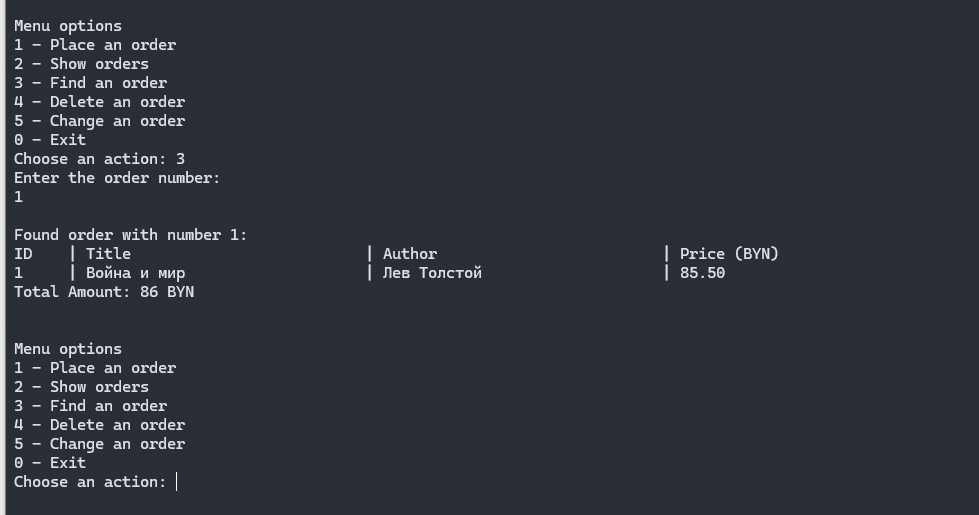 Menu options
1 – Place an order
2 – Show orders
3 – Find an order
4 – Delete an order
5 – Change an order
0 – Exit
Choose an action: 3
Enter the order number:
1
Found order with number 1:
ID | Title | Author | Price (BYN)
1 | Война и мир | Лев Толстой | 85.50
Total Amount: 86 BYN
Menu options
1 – Place an order
2 – Show orders
3 – Find an order
4 – Delete an order
5 – Change an order
0 – Exit
Choose an action: